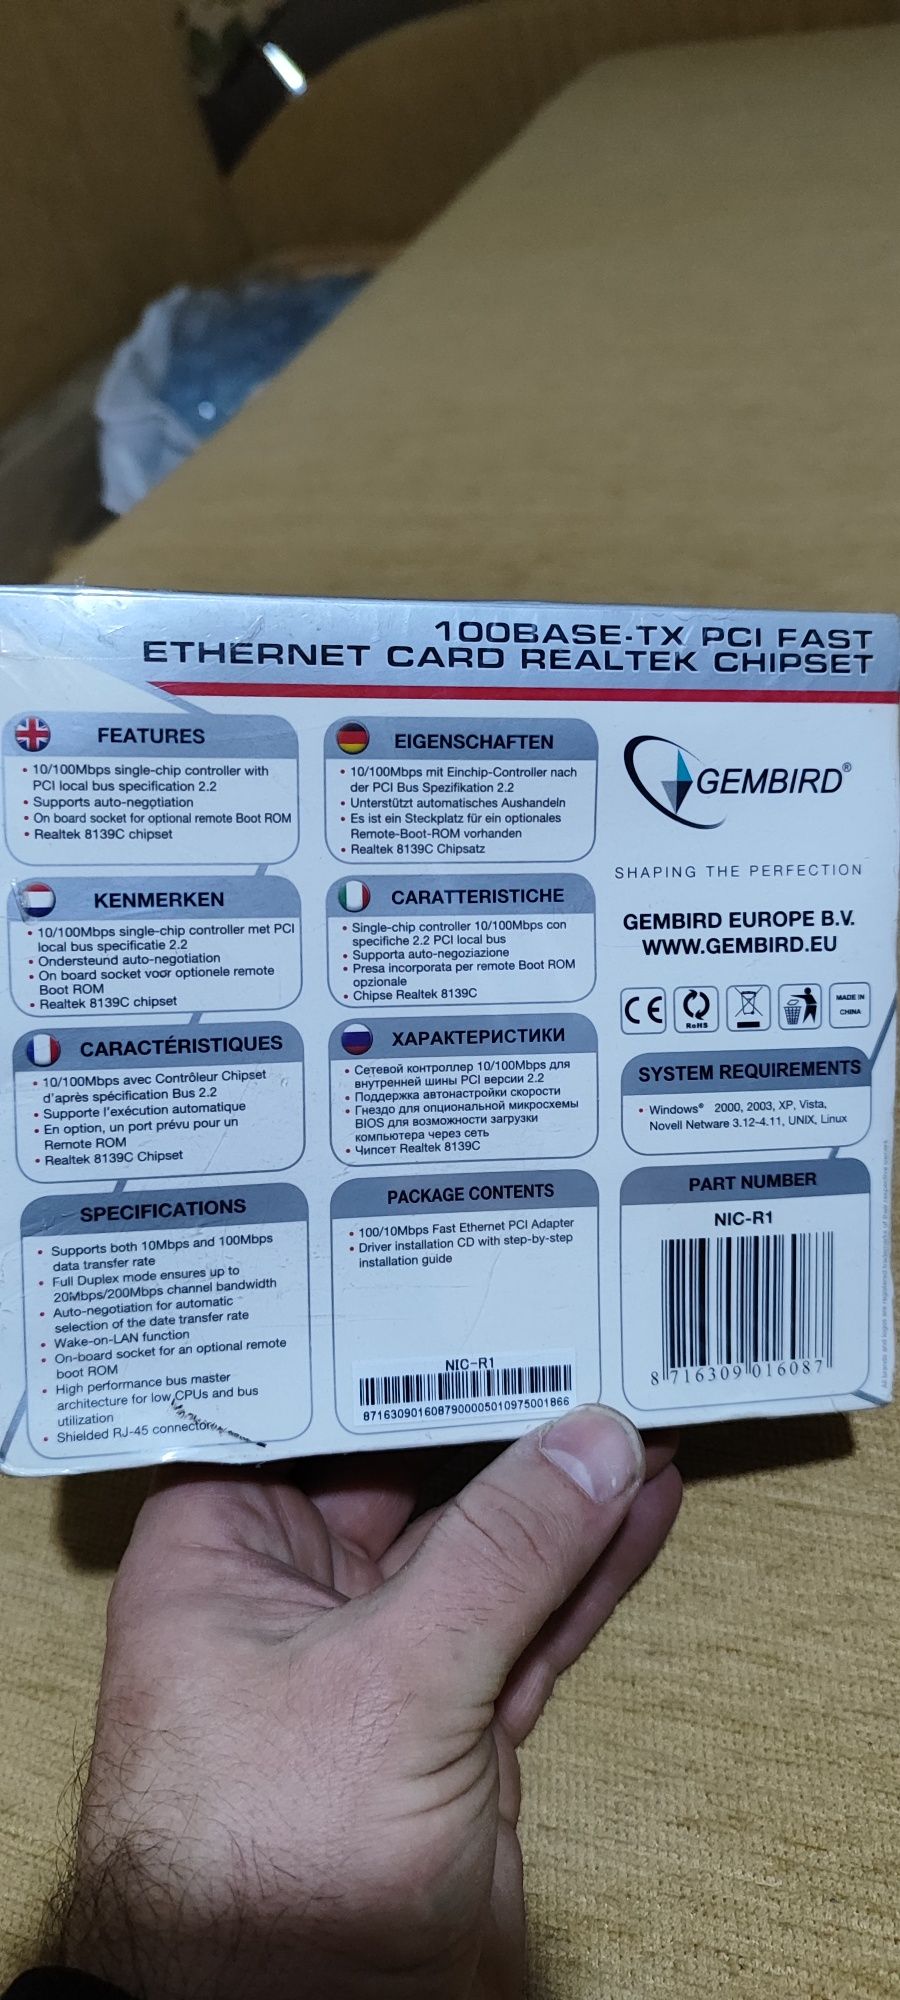 100BASE-TX PCI FAST
ETHERNET CARD REALTEK CHIPSET
FEATURES
• 10/100Mbps single-chip controller with
PCI local bus specification 2.2
• Supports auto-negotiation
• On board socket for optional remote Boot ROM
• Realtek 8139C chipset
EIGENSCHAFTEN
• 10/100Mbps mit Einchip-Controller nach
der PCI Bus Spezifikation 2.2
• Unterstützt automatisches Aushandeln
• Es ist ein Steckplatz für ein optionales
Remote-Boot-ROM vorhanden
• Realtek 8139C Chipsatz
GEMBIRD®
SHAPING THE PERFECTION
GEMBIRD EUROPE B.V.
WWW.GEMBIRD.EU
CE
RoHS
MADE IN
CHINA
KENMERKEN
• 10/100Mbps single-chip controller met PCI
local bus specificatie 2.2
• Ondersteund auto-negotiation
• On board socket voor optionele remote
Boot ROM
• Realtek 8139C chipset
CARATTERISTICHE
• Single-chip controller 10/100Mbps con
specifiche 2.2 PCI local bus
• Supporta auto-negoziazione
• Presa incorporata per remote Boot ROM
opzionale
• Chipse Realtek 8139C
CARACTÉRISTIQUES
• 10/100Mbps avec Contrôleur Chipset
d'après spécification Bus 2.2
• Supporte l'exécution automatique
• En option, un port prévu pour un
Remote ROM
• Realtek 8139C Chipset
ХАРАКТЕРИСТИКИ
• Сетевой контроллер 10/100Mbps для
внутренней шины PCI версии 2.2
• Поддержка автонастройки скорости
• Гнездо для опциональной микросхемы
BIOS для возможности загрузки
компьютера через сеть
• Чипсет Realtek 8139C
SYSTEM REQUIREMENTS
• Windows® 2000, 2003, XP, Vista,
Novell Netware 3.12-4.11, UNIX, Linux
SPECIFICATIONS
• Supports both 10Mbps and 100Mbps
data transfer rate
• Full Duplex mode ensures up to
20Mbps/200Mbps channel bandwidth
• Auto-negotiation for automatic
selection of the date transfer rate
• Wake-on-LAN function
• On-board socket for an optional remote
boot ROM
• High performance bus master
architecture for low CPUs and bus
utilization
• Shielded RJ-45 connector
PACKAGE CONTENTS
• 100/10Mbps Fast Ethernet PCI Adapter
• Driver installation CD with step-by-step
installation guide
NIC-R1
8716309016087900005010975001866
PART NUMBER
NIC-R1
8 716309 016087
All brands and logos are registered trademarks of their respective owners